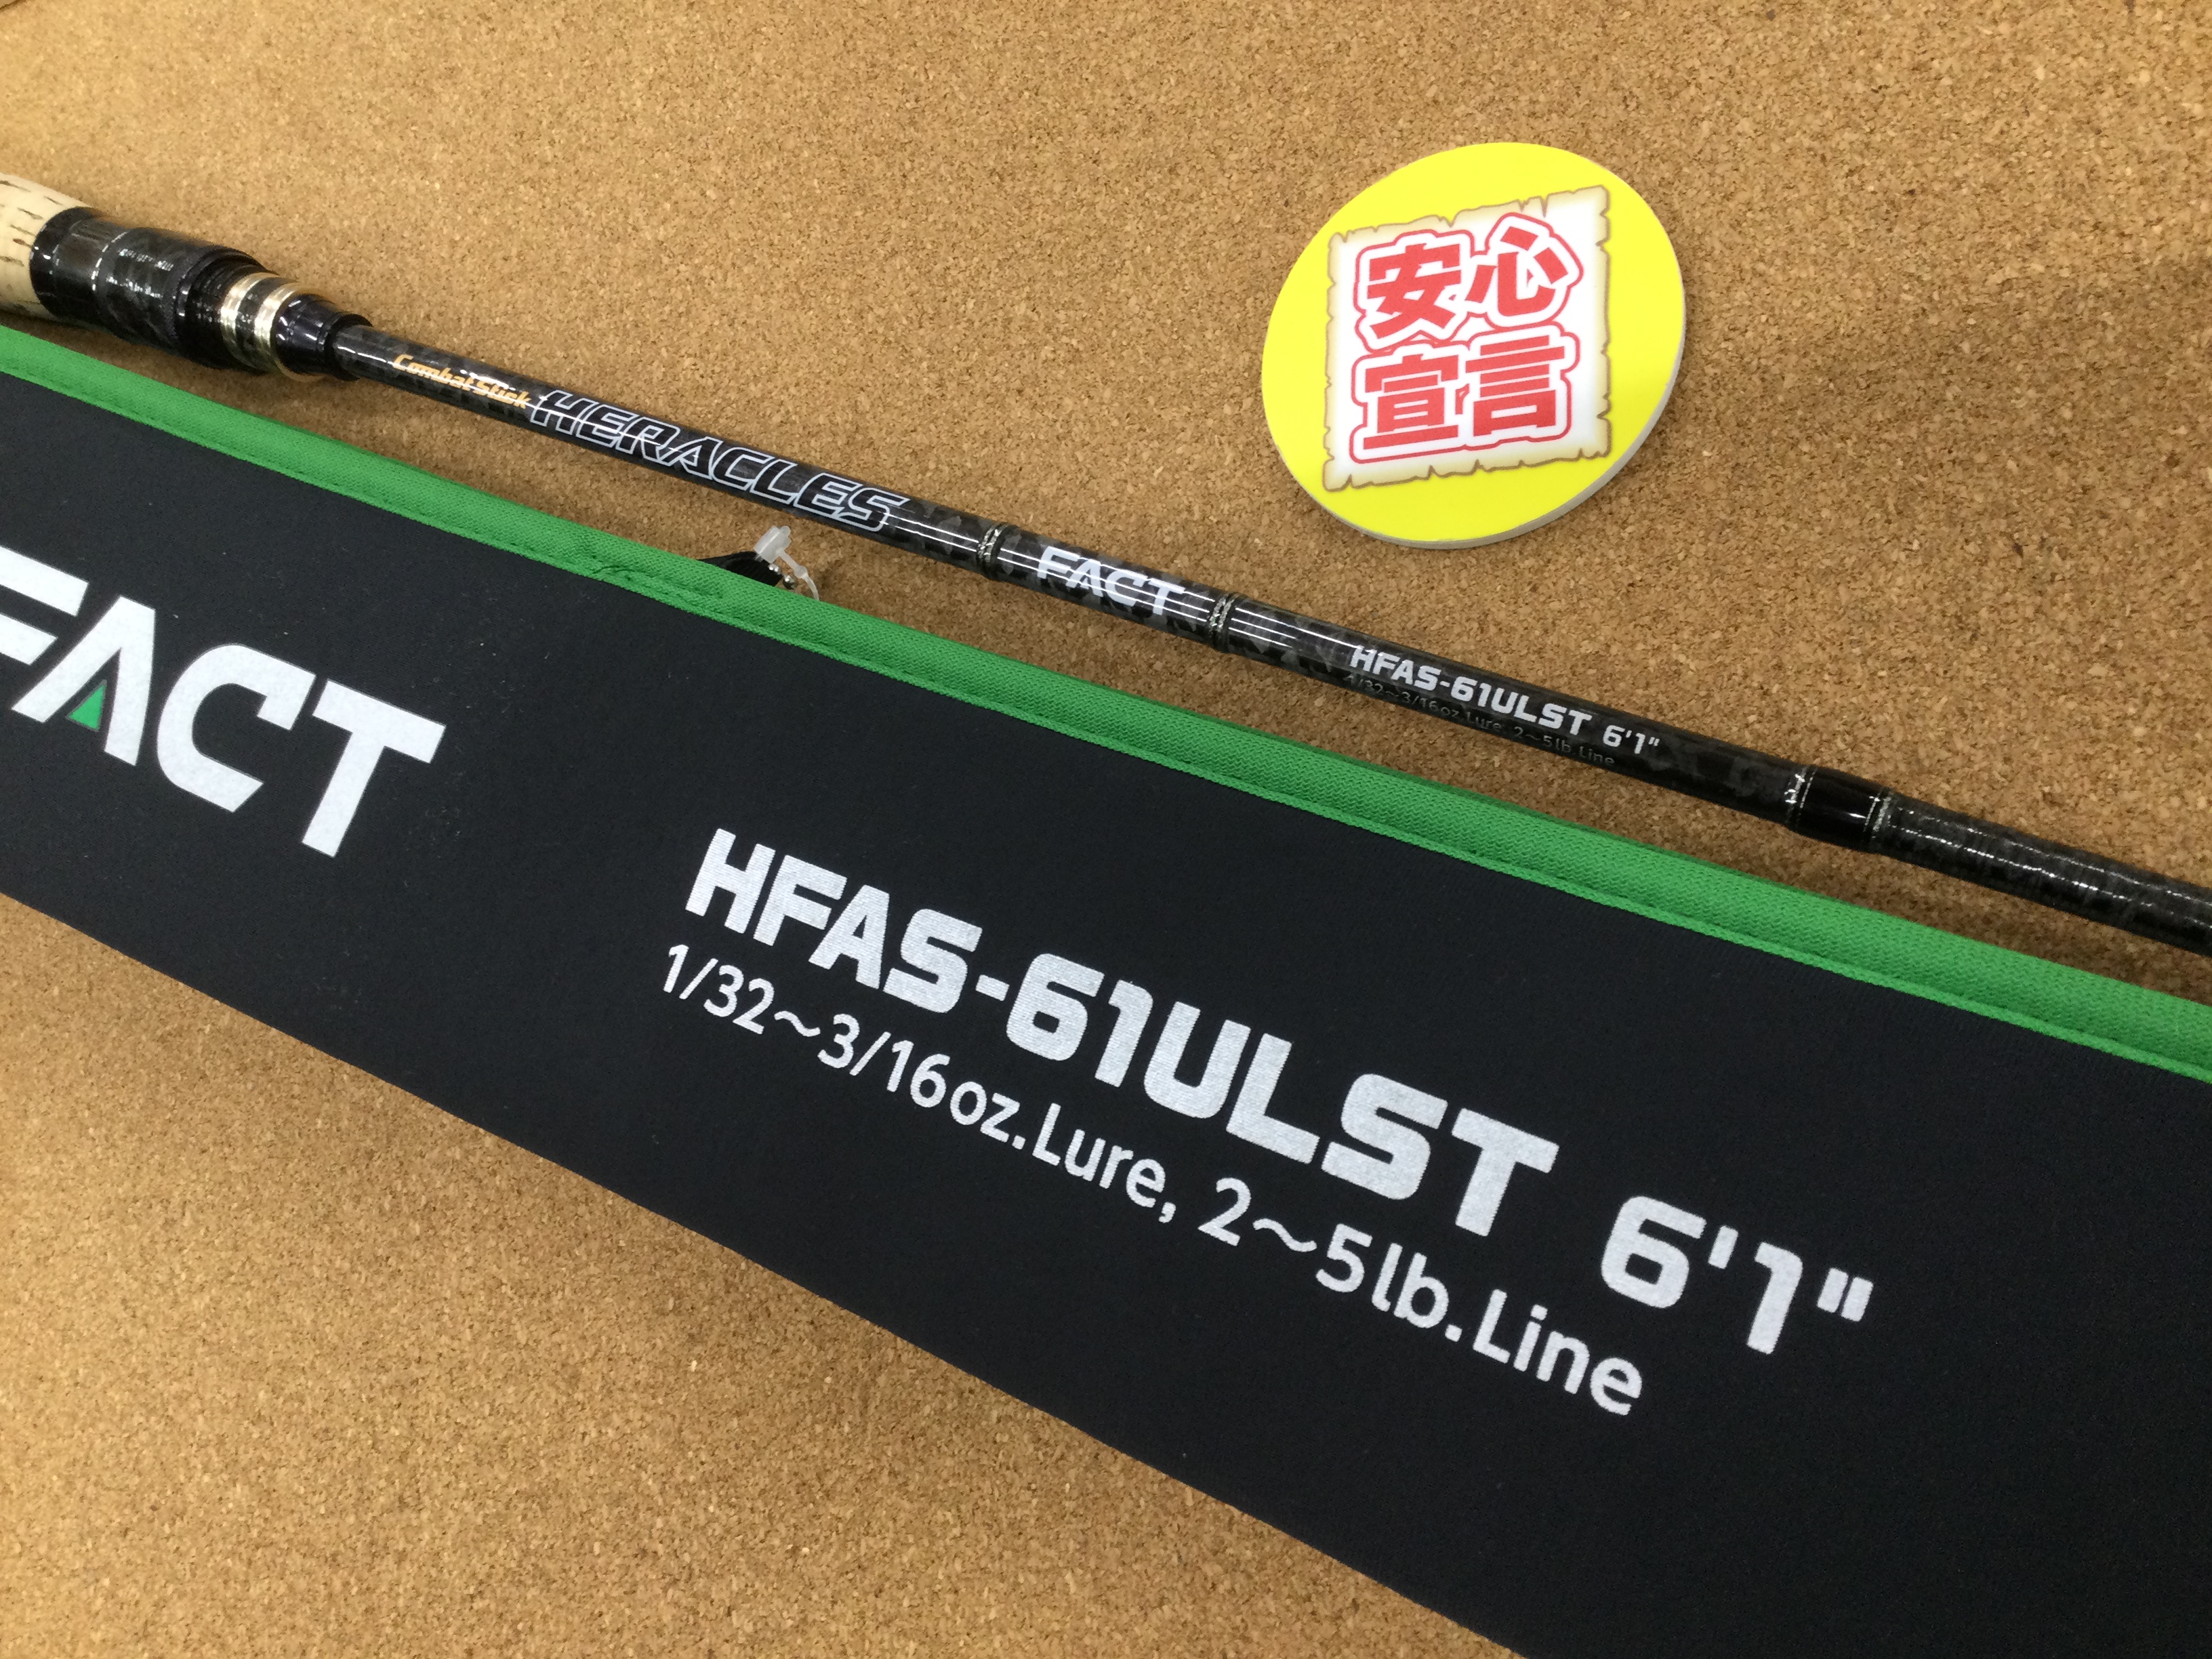 安心
宣言
Combat Stick HERACLES
FACT
HFAS-61ULST 6'1"
1/32~3/16oz.Lure, 2~5lb.Line
FACT
HFAS-61ULST 6'1"
1/32~3/16oz.Lure, 2~5lb.Line